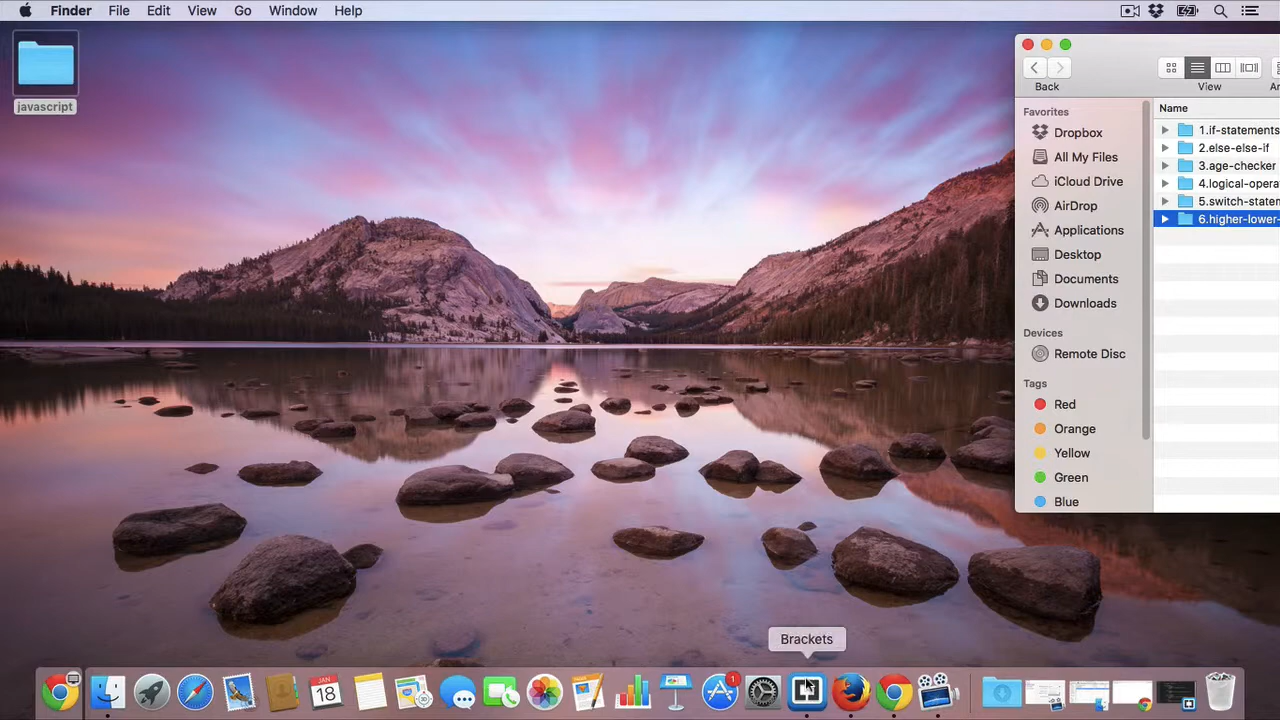 Finder File Edit View Go Window Help
javascript
Back
View
Favorites
Dropbox
All My Files
iCloud Drive
AirDrop
Applications
Desktop
Documents
Downloads
Devices
Remote Disc
Tags
Red
Orange
Yellow
Green
Blue
Name
1.if-statements
2.else-else-if
3.age-checker
4.logical-opera
5.switch-statem
6.higher-lower-
Brackets
JAN
18
1